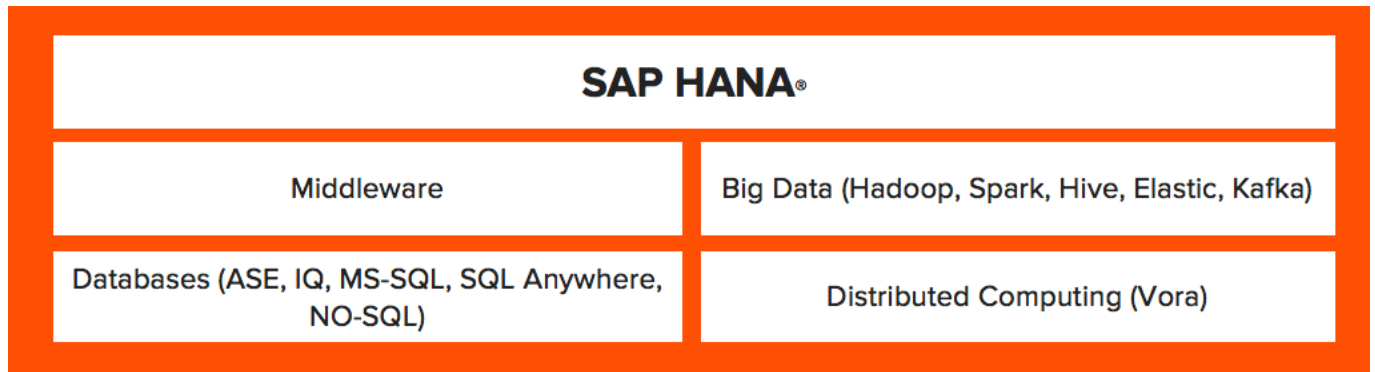 SAP HANA®
Middleware
Big Data (Hadoop, Spark, Hive, Elastic, Kafka)
Databases (ASE, IQ, MS-SQL, SQL Anywhere,
NO-SQL)
Distributed Computing (Vora)